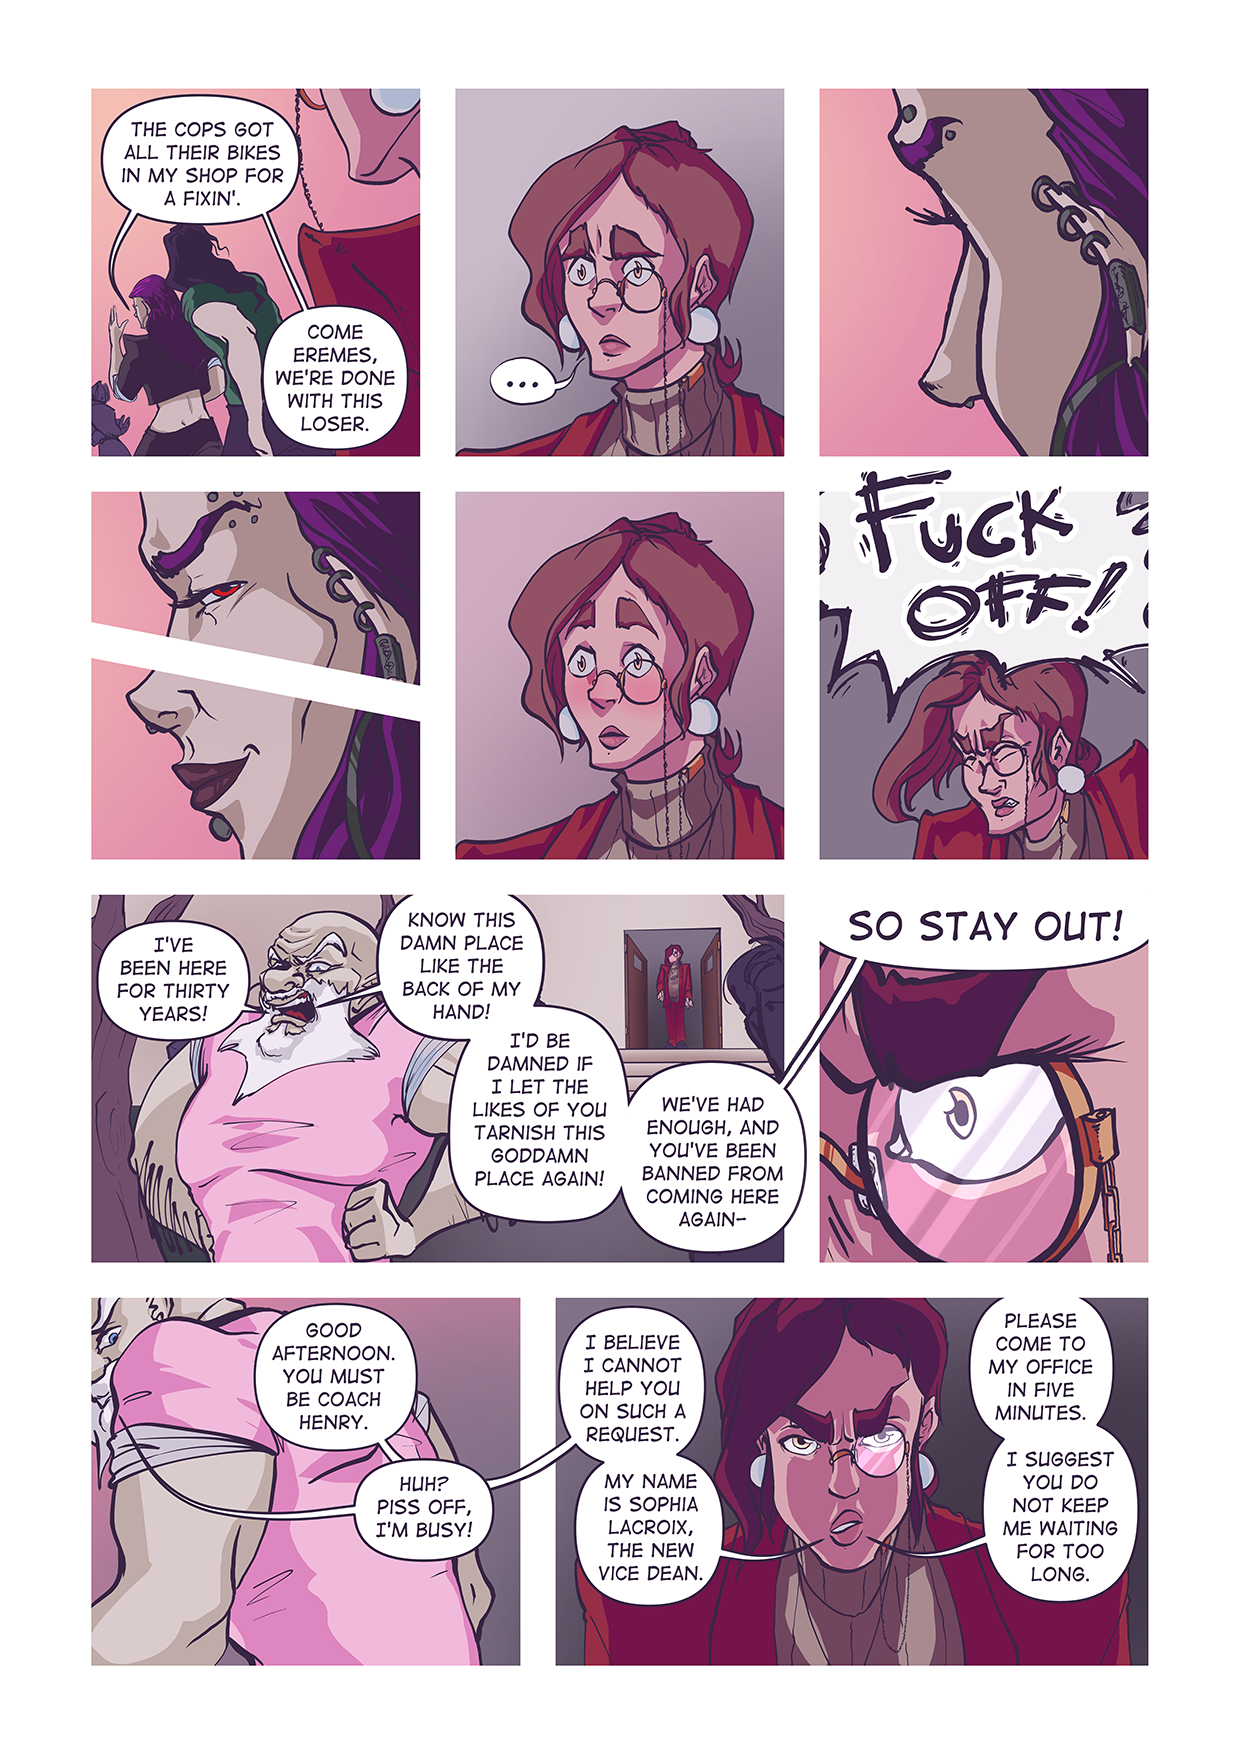 THE COPS GOT
ALL THEIR BIKES
IN MY SHOP FOR
A FIXIN'.
COME
EREMES,
WE'RE DONE
WITH THIS
LOSER.
...
FUCK
OFF!
I'VE
BEEN HERE
FOR THIRTY
YEARS!
KNOW THIS
DAMN PLACE
LIKE THE
BACK OF MY
HAND!
I'D BE
DAMNED IF
I LET THE
LIKES OF YOU
TARNISH THIS
GODDAMN
PLACE AGAIN!
WE'VE HAD
ENOUGH, AND
YOU'VE BEEN
BANNED FROM
COMING HERE
AGAIN-
SO STAY OUT!
GOOD
AFTERNOON.
YOU MUST
BE COACH
HENRY.
HUH?
PISS OFF,
I'M BUSY!
I BELIEVE
I CANNOT
HELP YOU
ON SUCH A
REQUEST.
MY NAME
IS SOPHIA
LACROIX,
THE NEW
VICE DEAN.
PLEASE
COME TO
MY OFFICE
IN FIVE
MINUTES.
I SUGGEST
YOU DO
NOT KEEP
ME WAITING
FOR TOO
LONG.